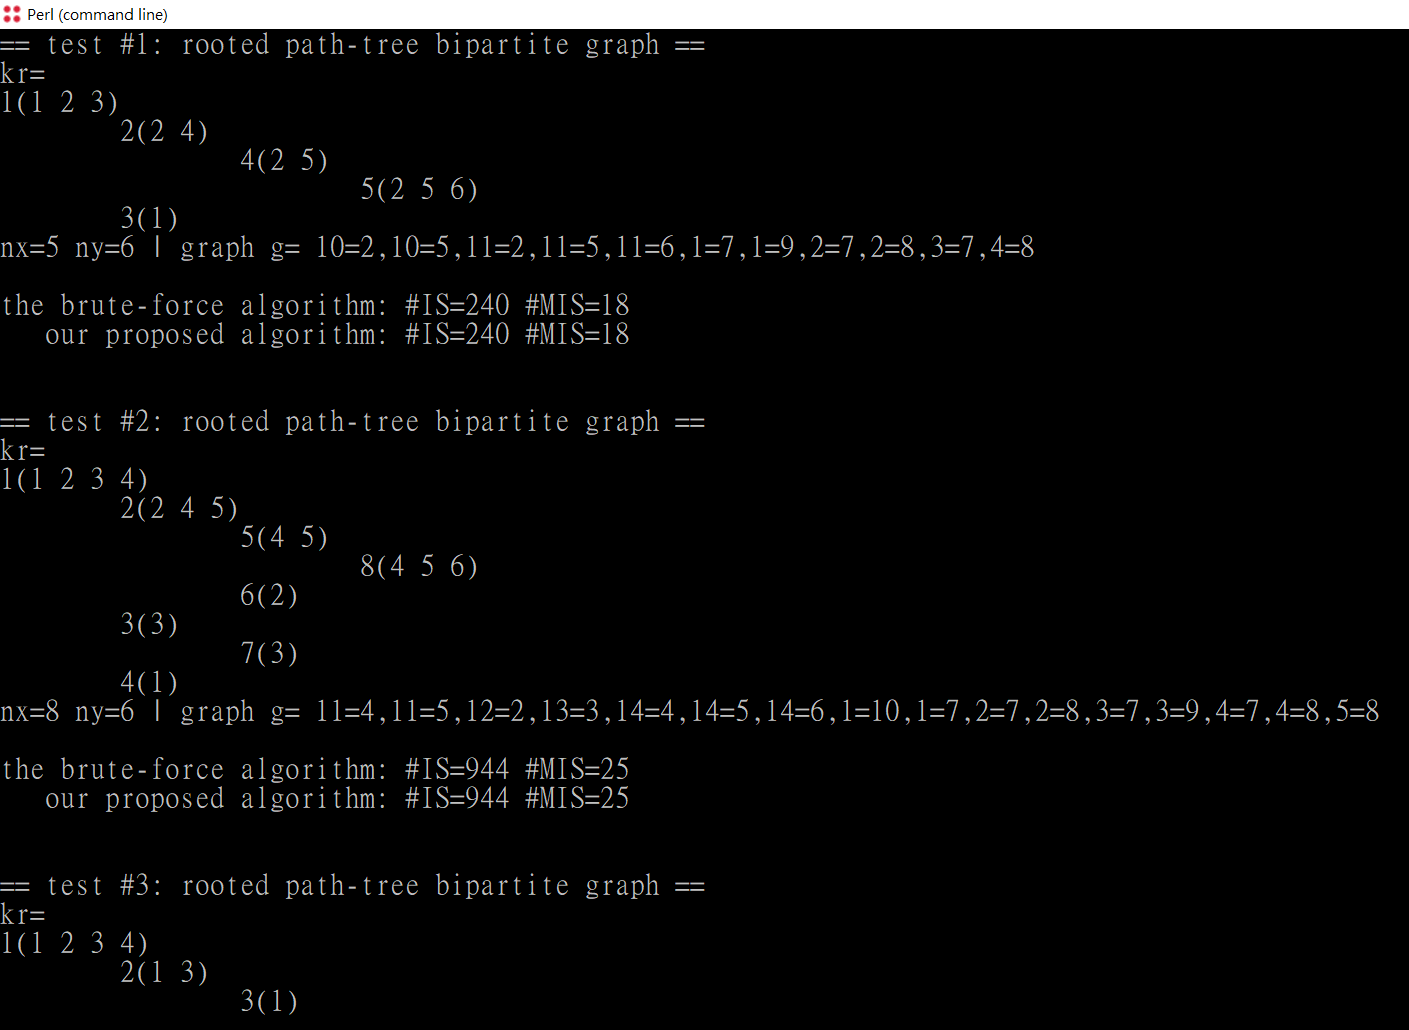 Perl (command line)
== test #1: rooted path-tree bipartite graph ==
kr=
1(1 2 3)
2(2 4)
4(2 5)
5(2 5 6)
3(1)
nx=5 ny=6 | graph g= 10=2,10=5,11=2,11=5,11=6,1=7,1=9,2=7,2=8,3=7,4=8
the brute-force algorithm: #IS=240 #MIS=18
our proposed algorithm: #IS=240 #MIS=18
== test #2: rooted path-tree bipartite graph ==
kr=
1(1 2 3 4)
2(2 4 5)
5(4 5)
8(4 5 6)
6(2)
3(3)
7(3)
4(1)
nx=8 ny=6 | graph g= 11=4,11=5,12=2,13=3,14=4,14=5,14=6,1=10,1=7,2=7,2=8,3=7,3=9,4=7,4=8,5=8
the brute-force algorithm: #IS=944 #MIS=25
our proposed algorithm: #IS=944 #MIS=25
== test #3: rooted path-tree bipartite graph ==
kr=
1(1 2 3 4)
2(1 3)
3(1)